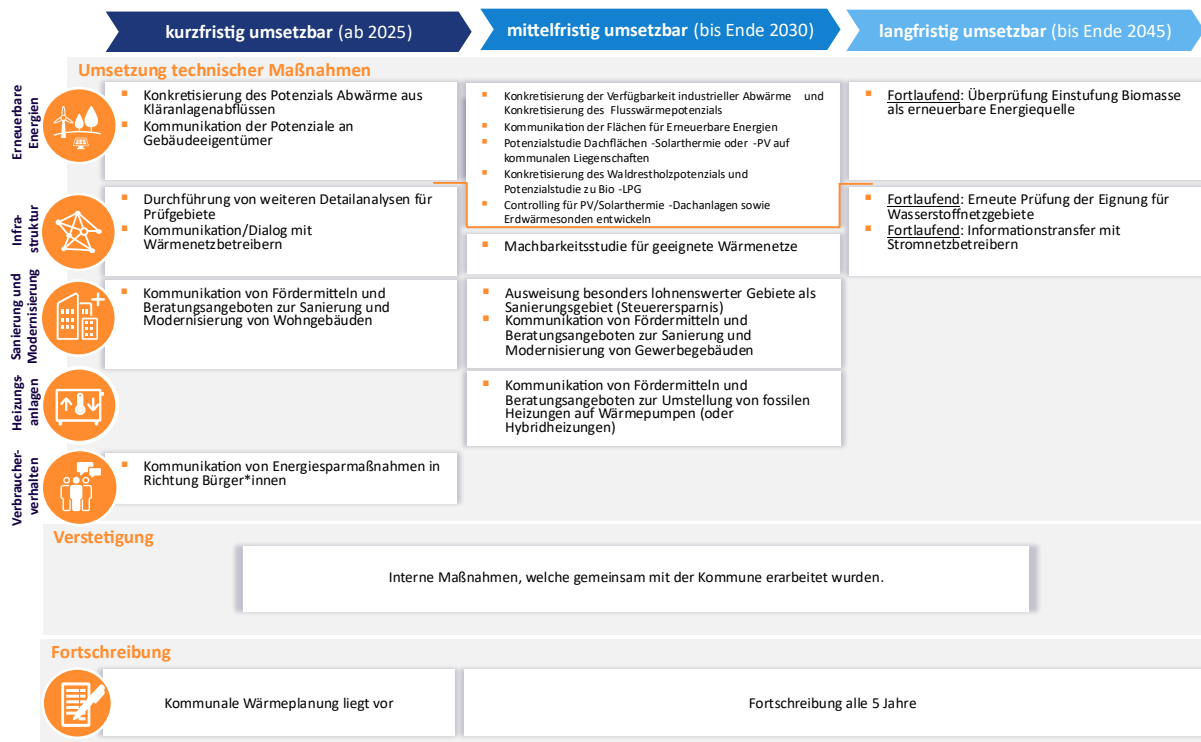 kurzfristig umsetzbar (ab 2025)
mittelfristig umsetzbar (bis Ende 2030)
langfristig umsetzbar (bis Ende 2045)
Umsetzung technischer Maßnahmen
Erneuerbare
Energien
Konkretisierung des Potenzials Abwärme aus
Kläranlagenabflüssen
Kommunikation der Potenziale an
Gebäudeeigentümer
Konkretisierung der Verfügbarkeit industrieller Abwärme und
Konkretisierung des Flusswärmepotenzials
Kommunikation der Flächen für Erneuerbare Energien
Potenzialstudie Dachflächen -Solarthermie oder -PV auf
kommunalen Liegenschaften
Konkretisierung des Waldrestholzpotenzials und
Potenzialstudie zu Bio -LPG
Controlling für PV/Solarthermie -Dachanlagen sowie
Erdwärmesonden entwickeln
Fortlaufend: Überprüfung Einstufung Biomasse
als erneuerbare Energiequelle
Infra-
struktur
Durchführung von weiteren Detailanalysen für
Prüfgebiete
Kommunikation/Dialog mit
Wärmenetzbetreibern
Machbarkeitsstudie für geeignete Wärmenetze
Fortlaufend: Erneute Prüfung der Eignung für
Wasserstoffnetzgebiete
Fortlaufend: Informationstransfer mit
Stromnetzbetreibern
Sanierung und
Modernisierung
Kommunikation von Fördermitteln und
Beratungsangeboten zur Sanierung und
Modernisierung von Wohngebäuden
Ausweisung besonders lohnenswerter Gebiete als
Sanierungsgebiet (Steuerersparnis)
Kommunikation von Fördermitteln und
Beratungsangeboten zur Sanierung und
Modernisierung von Gewerbegebäuden
Heizungs-
anlagen
Kommunikation von Fördermitteln und
Beratungsangeboten zur Umstellung von fossilen
Heizungen auf Wärmepumpen (oder
Hybridheizungen)
Verbraucher-
verhalten
Kommunikation von Energiesparmaßnahmen in
Richtung Bürger*innen
Verstetigung
Interne Maßnahmen, welche gemeinsam mit der Kommune erarbeitet wurden.
Fortschreibung
Kommunale Wärmeplanung liegt vor
Fortschreibung alle 5 Jahre